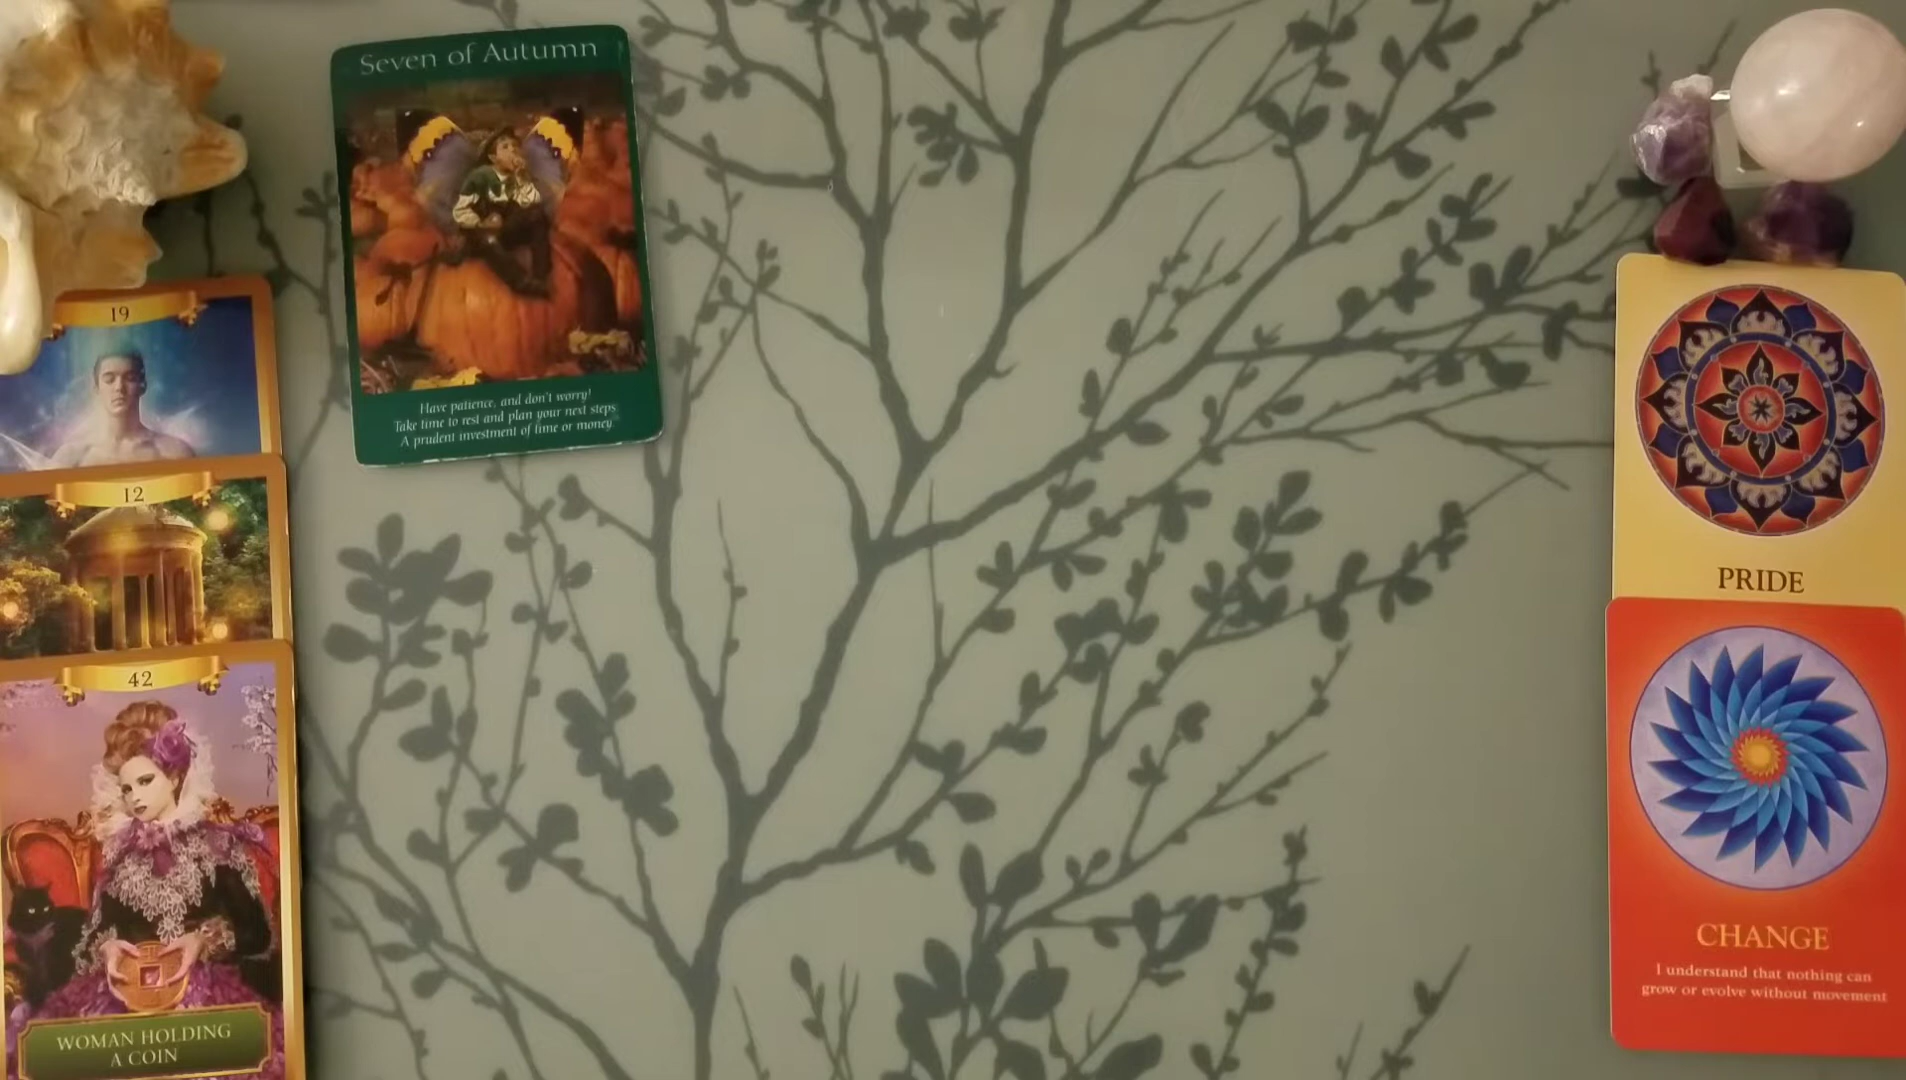 Seven of Autumn
Have patience, and don't worry!
Take time to rest and plan your next steps.
A prudent investment of time or money.
19
12
42
WOMAN HOLDING
A COIN
PRIDE
CHANGE
I understand that nothing can
grow or evolve without movement